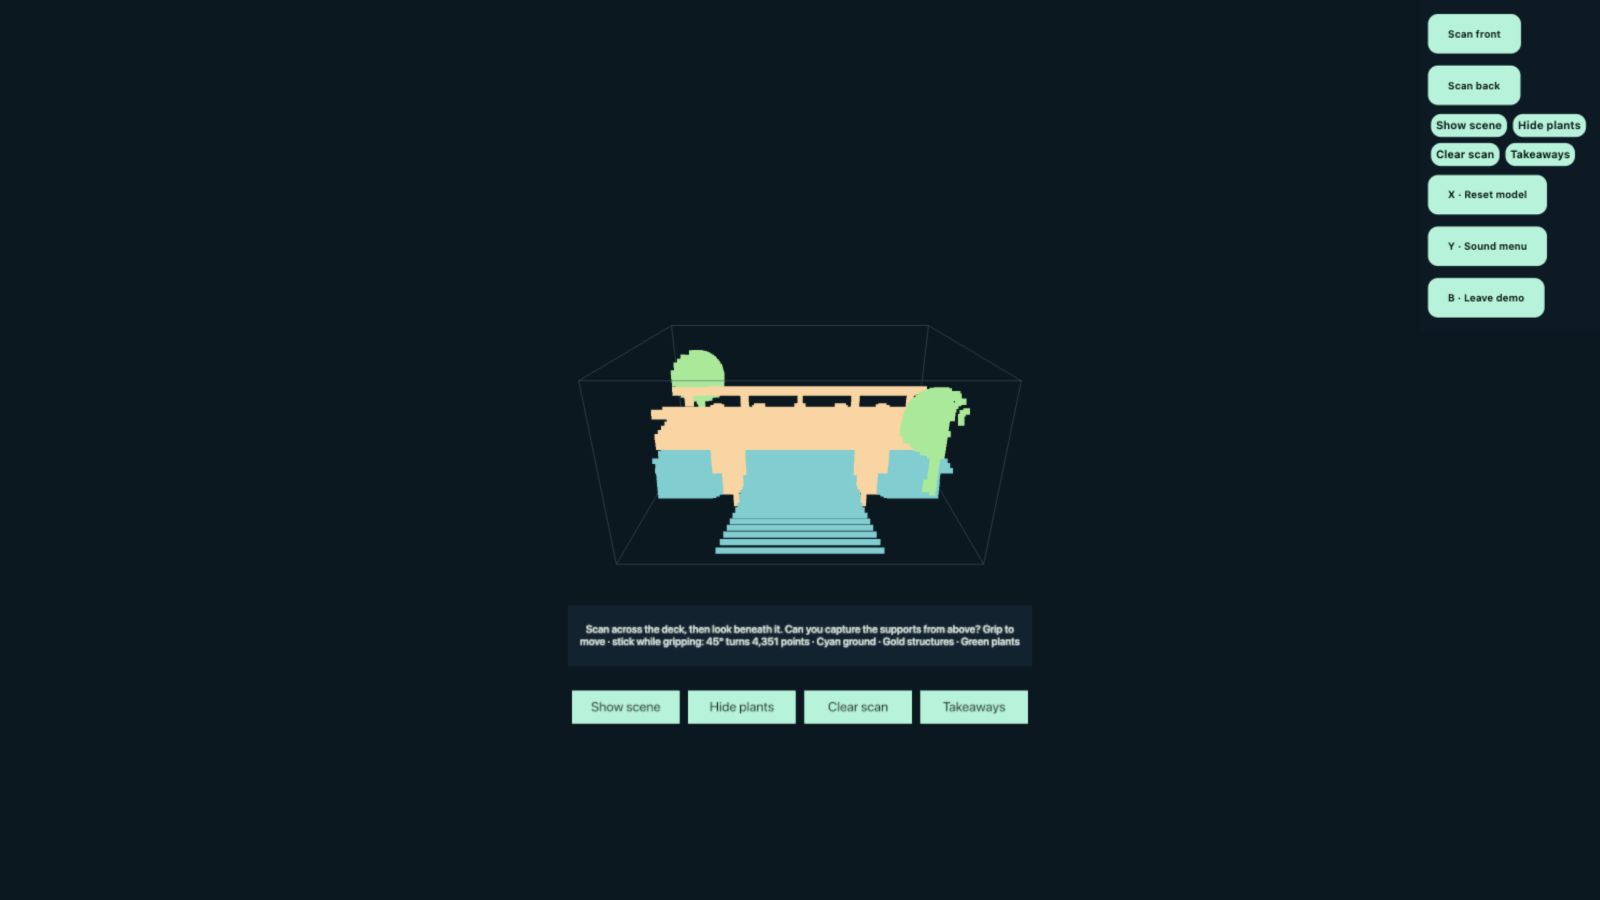 Scan front
Scan back
Show scene
Hide plants
Clear scan
Takeaways
X · Reset model
Y · Sound menu
B · Leave demo
Scan across the deck, then look beneath it. Can you capture the supports from above? Grip to
move · stick while gripping: 45° turns 4,351 points · Cyan ground · Gold structures · Green plants
Show scene
Hide plants
Clear scan
Takeaways